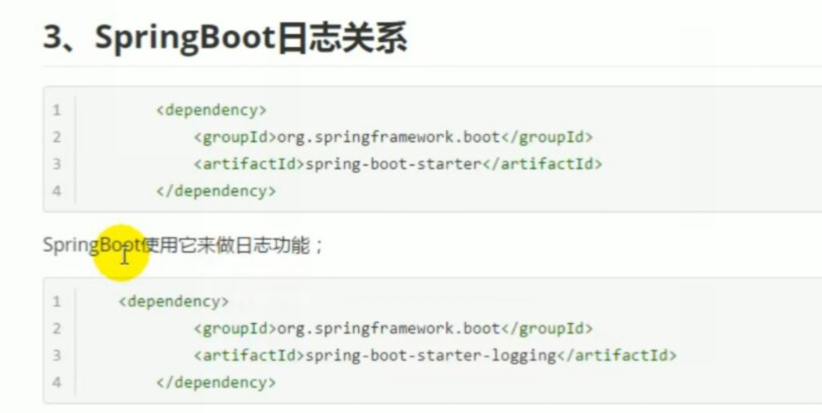 3、SpringBoot日志关系
1 <dependency>
2 <groupId>org.springframework.boot</groupId>
3 <artifactId>spring-boot-starter</artifactId>
4 </dependency>
SpringBoot使用它来做日志功能；
1 <dependency>
2 <groupId>org.springframework.boot</groupId>
3 <artifactId>spring-boot-starter-logging</artifactId>
4 </dependency>